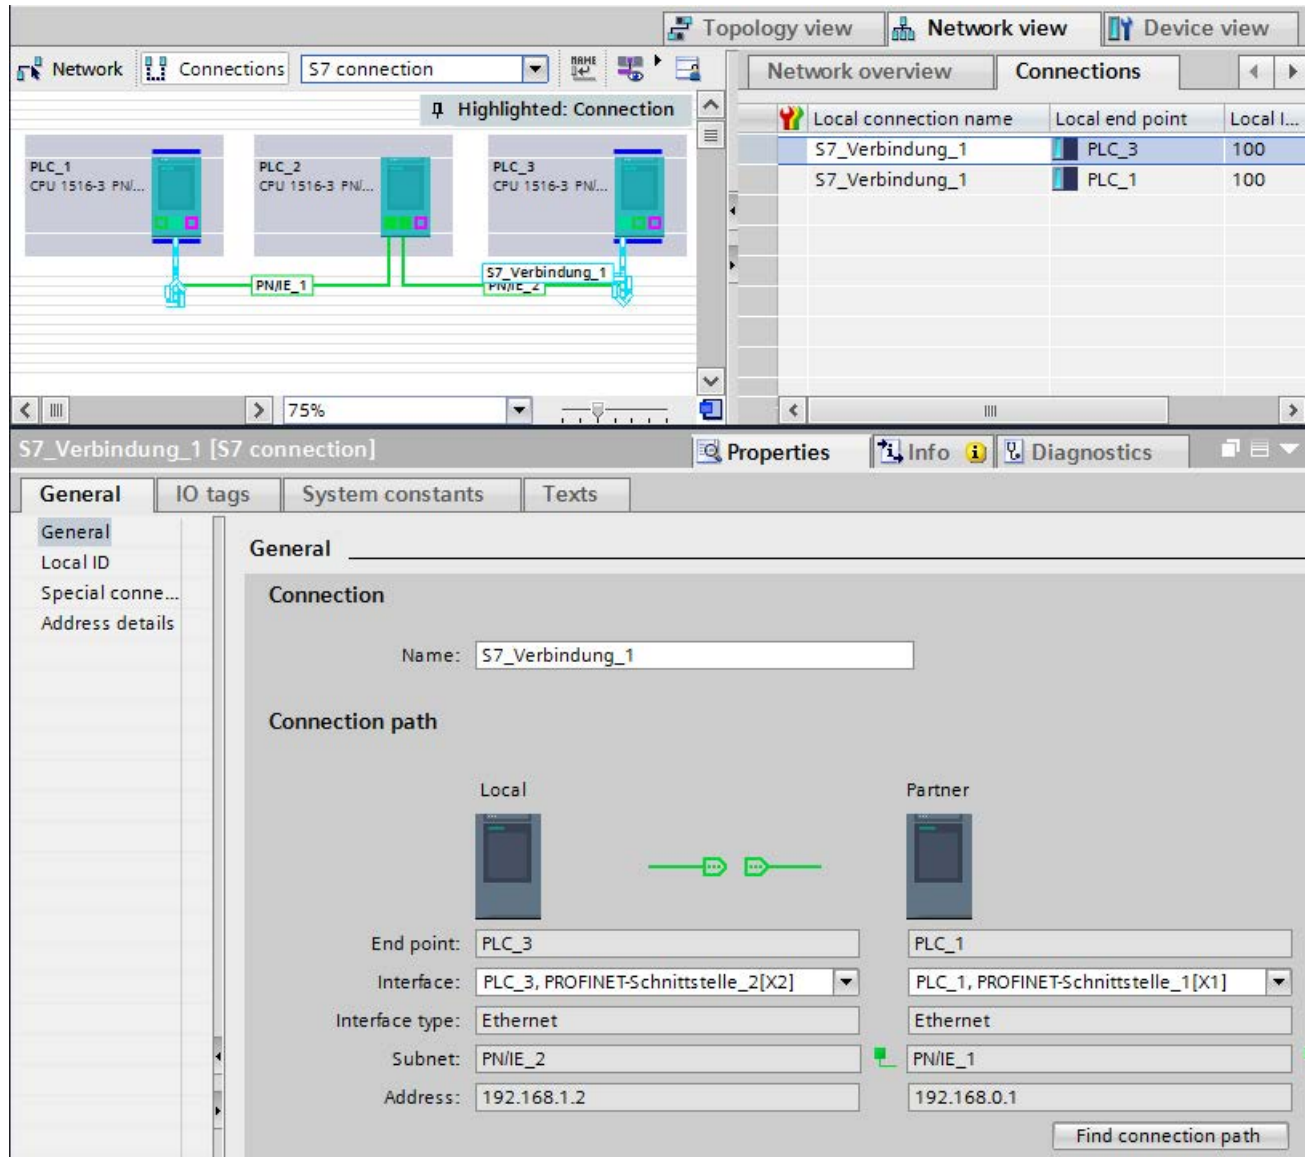 Topology view
Network view
Device view
Network
Connections
S7 connection
Network overview
Connections
Highlighted: Connection
Local connection name
Local end point
Local I...
S7_Verbindung_1
PLC_3
100
S7_Verbindung_1
PLC_1
100
PLC_1
CPU 1516-3 PN/...
PLC_2
CPU 1516-3 PN/...
PLC_3
CPU 1516-3 PN/...
S7_Verbindung_1
PN/IE_1
PN/IE_2
75%
S7_Verbindung_1 [S7 connection]
Properties
Info
Diagnostics
General
IO tags
System constants
Texts
General
Local ID
Special conne...
Address details
General
Connection
Name:
S7_Verbindung_1
Connection path
Local
Partner
End point:
PLC_3
PLC_1
Interface:
PLC_3, PROFINET-Schnittstelle_2[X2]
PLC_1, PROFINET-Schnittstelle_1[X1]
Interface type:
Ethernet
Ethernet
Subnet:
PN/IE_2
PN/IE_1
Address:
192.168.1.2
192.168.0.1
Find connection path